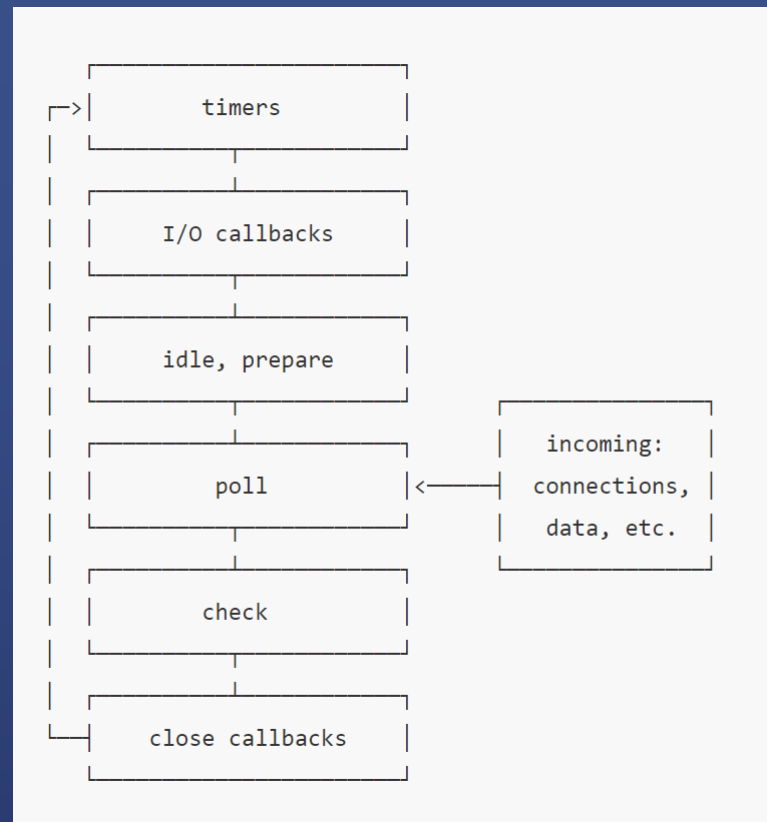 timers
I/O callbacks
idle, prepare
incoming:
poll
connections,
data, etc.
check
close callbacks